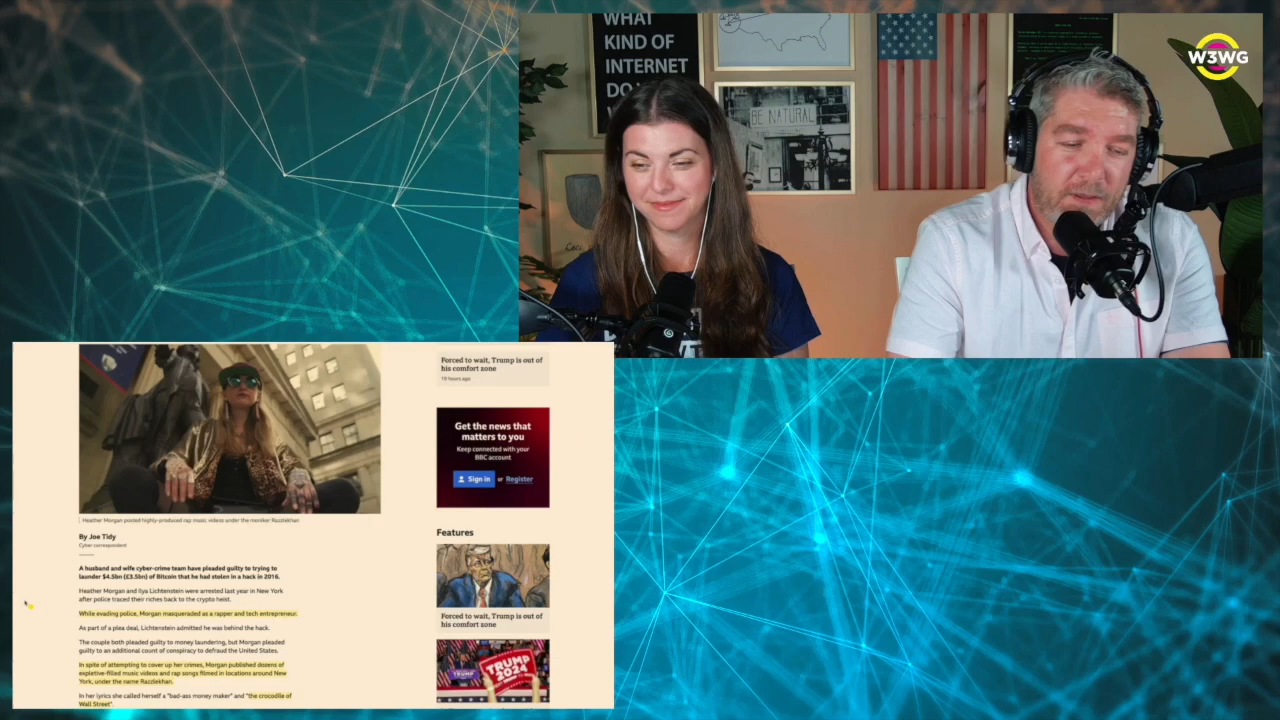 WHAT
KIND OF
INTERNET
DO
BE NATURAL
W3WG
Forced to wait, Trump is out of
his comfort zone
19 hours ago
Get the news that
matters to you
Keep connected with your
BBC account
Sign in or Register
Heather Morgan posted highly-produced rap music videos under the moniker Razzlekhan
By Joe Tidy
Cyber correspondent
A husband and wife cyber-crime team have pleaded guilty to trying to
launder $4.5bn (£3.5bn) of Bitcoin that he had stolen in a hack in 2016.
Heather Morgan and Ilya Lichtenstein were arrested last year in New York
after police traced their riches back to the crypto heist.
While evading police, Morgan masqueraded as a rapper and tech entrepreneur.
As part of a plea deal, Lichtenstein admitted he was behind the hack.
The couple both pleaded guilty to money laundering, but Morgan pleaded
guilty to an additional count of conspiracy to defraud the United States.
In spite of attempting to cover up her crimes, Morgan published dozens of
expletive-filled music videos and rap songs filmed in locations around New
York, under the name Razzlekhan.
In her lyrics she called herself a "bad-ass money maker" and "the crocodile of
Wall Street".
Features
Forced to wait, Trump is out of
his comfort zone
TRUMP
TRUMP
2024